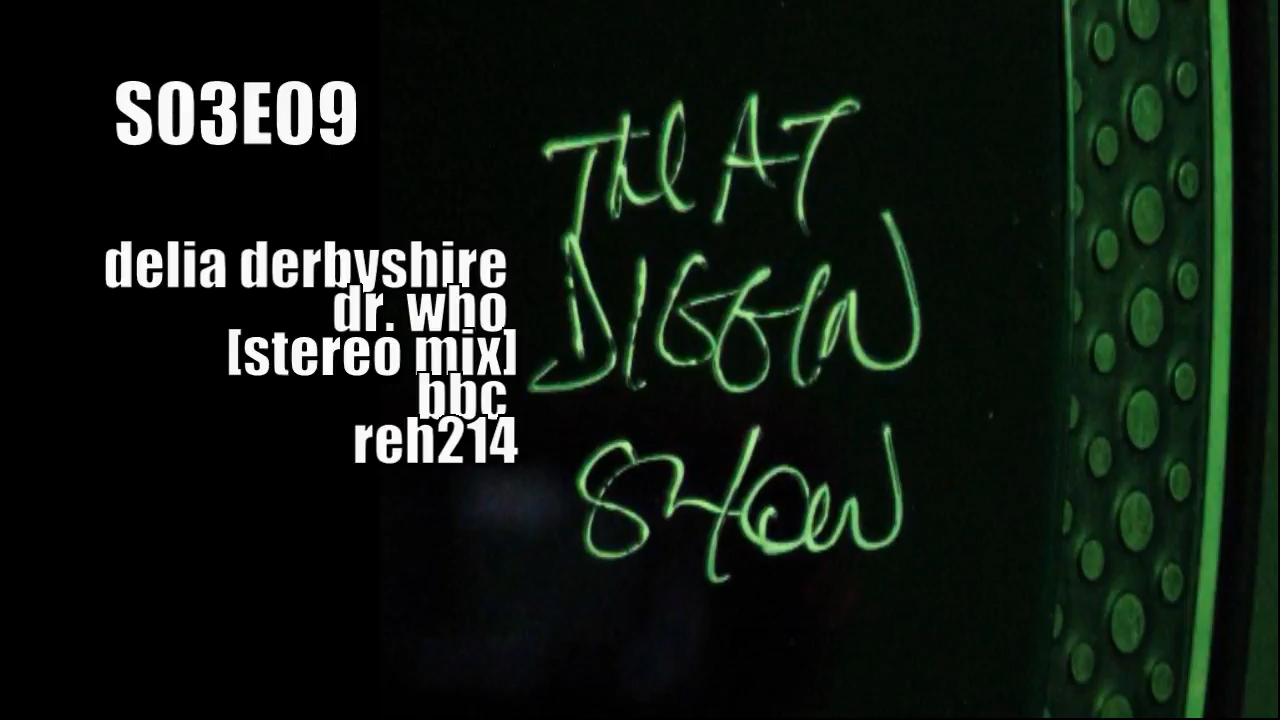 S03E09
delia derbyshire
dr. who
[stereo mix]
bbc
reh214
THE AT
DIGGIN
SHOW